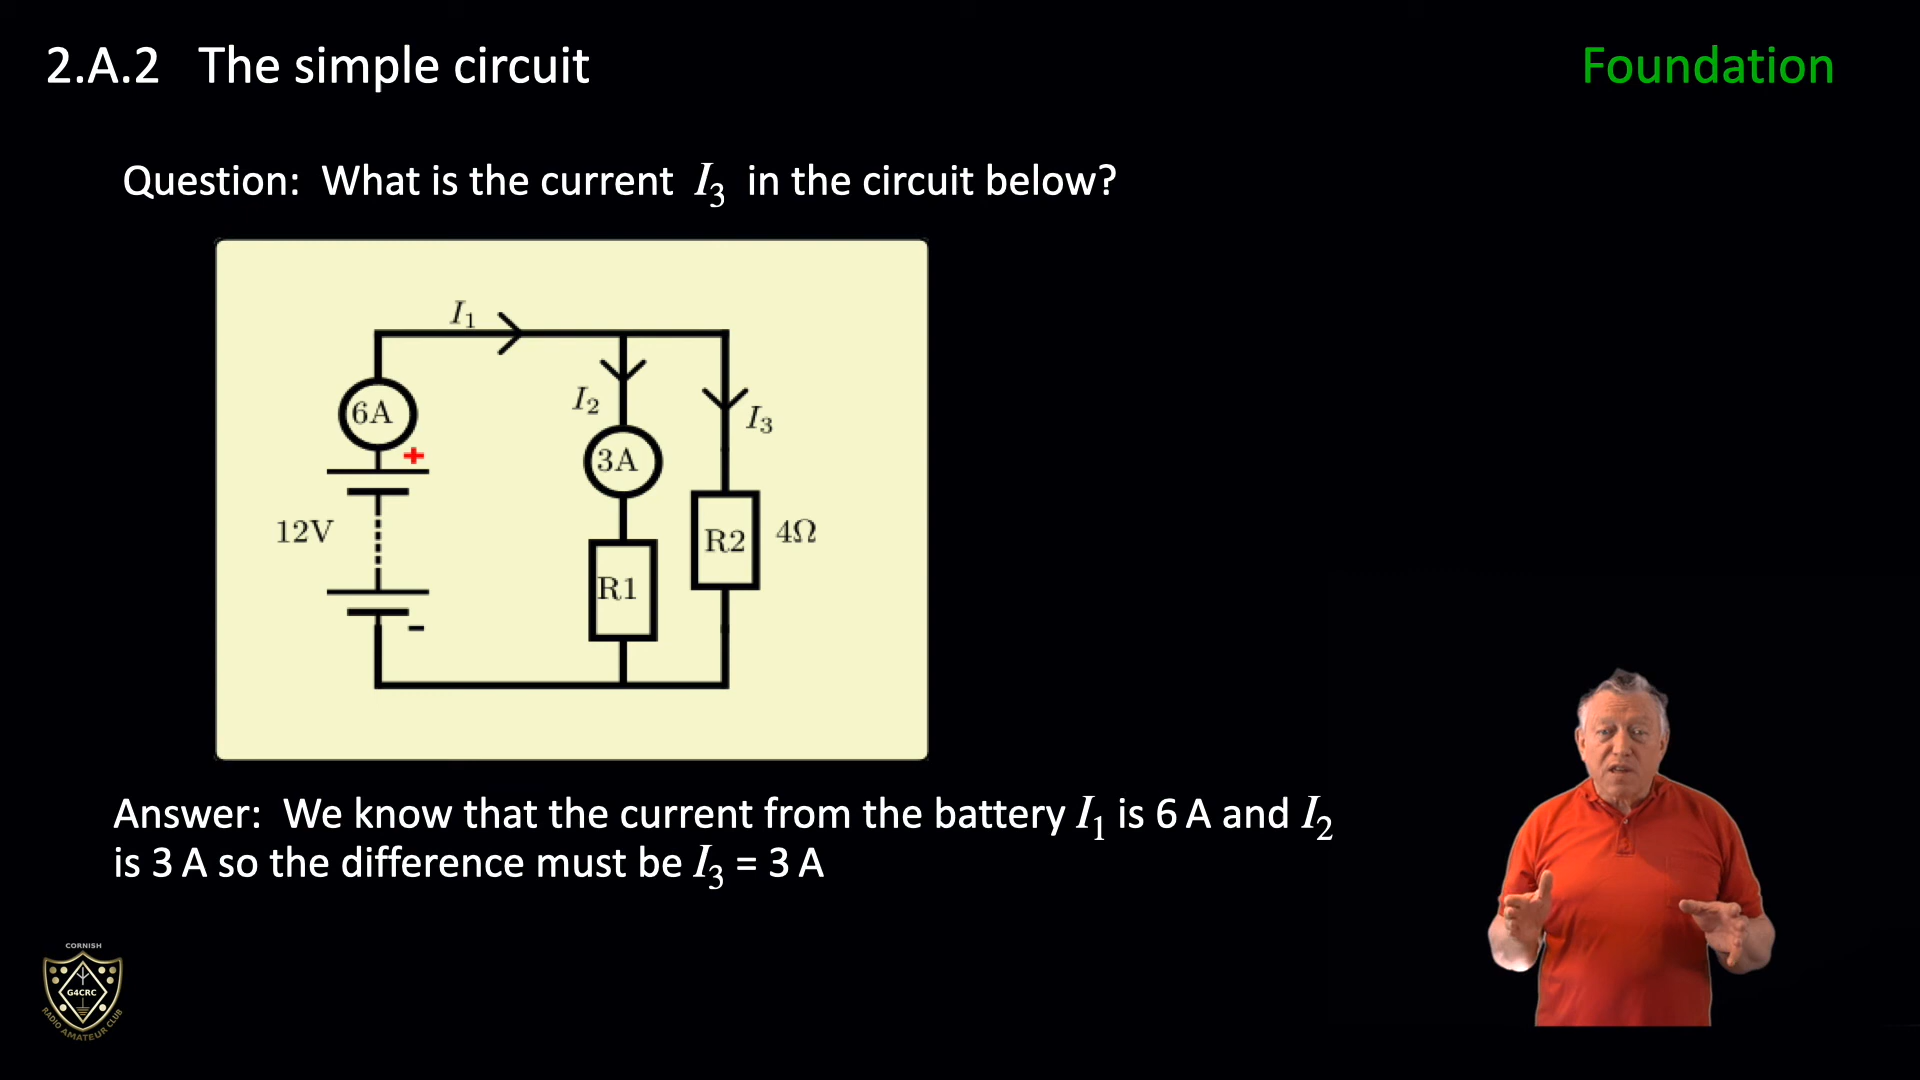 2.A.2 The simple circuit
Foundation
Question: What is the current I₃ in the circuit below?
I₁
I₂
I₃
6A
+
3A
12V
R2
4Ω
R1
-
Answer: We know that the current from the battery I₁ is 6 A and I₂
is 3 A so the difference must be I₃ = 3 A
CORNISH
G4CRC
RADIO AMATEUR CLUB